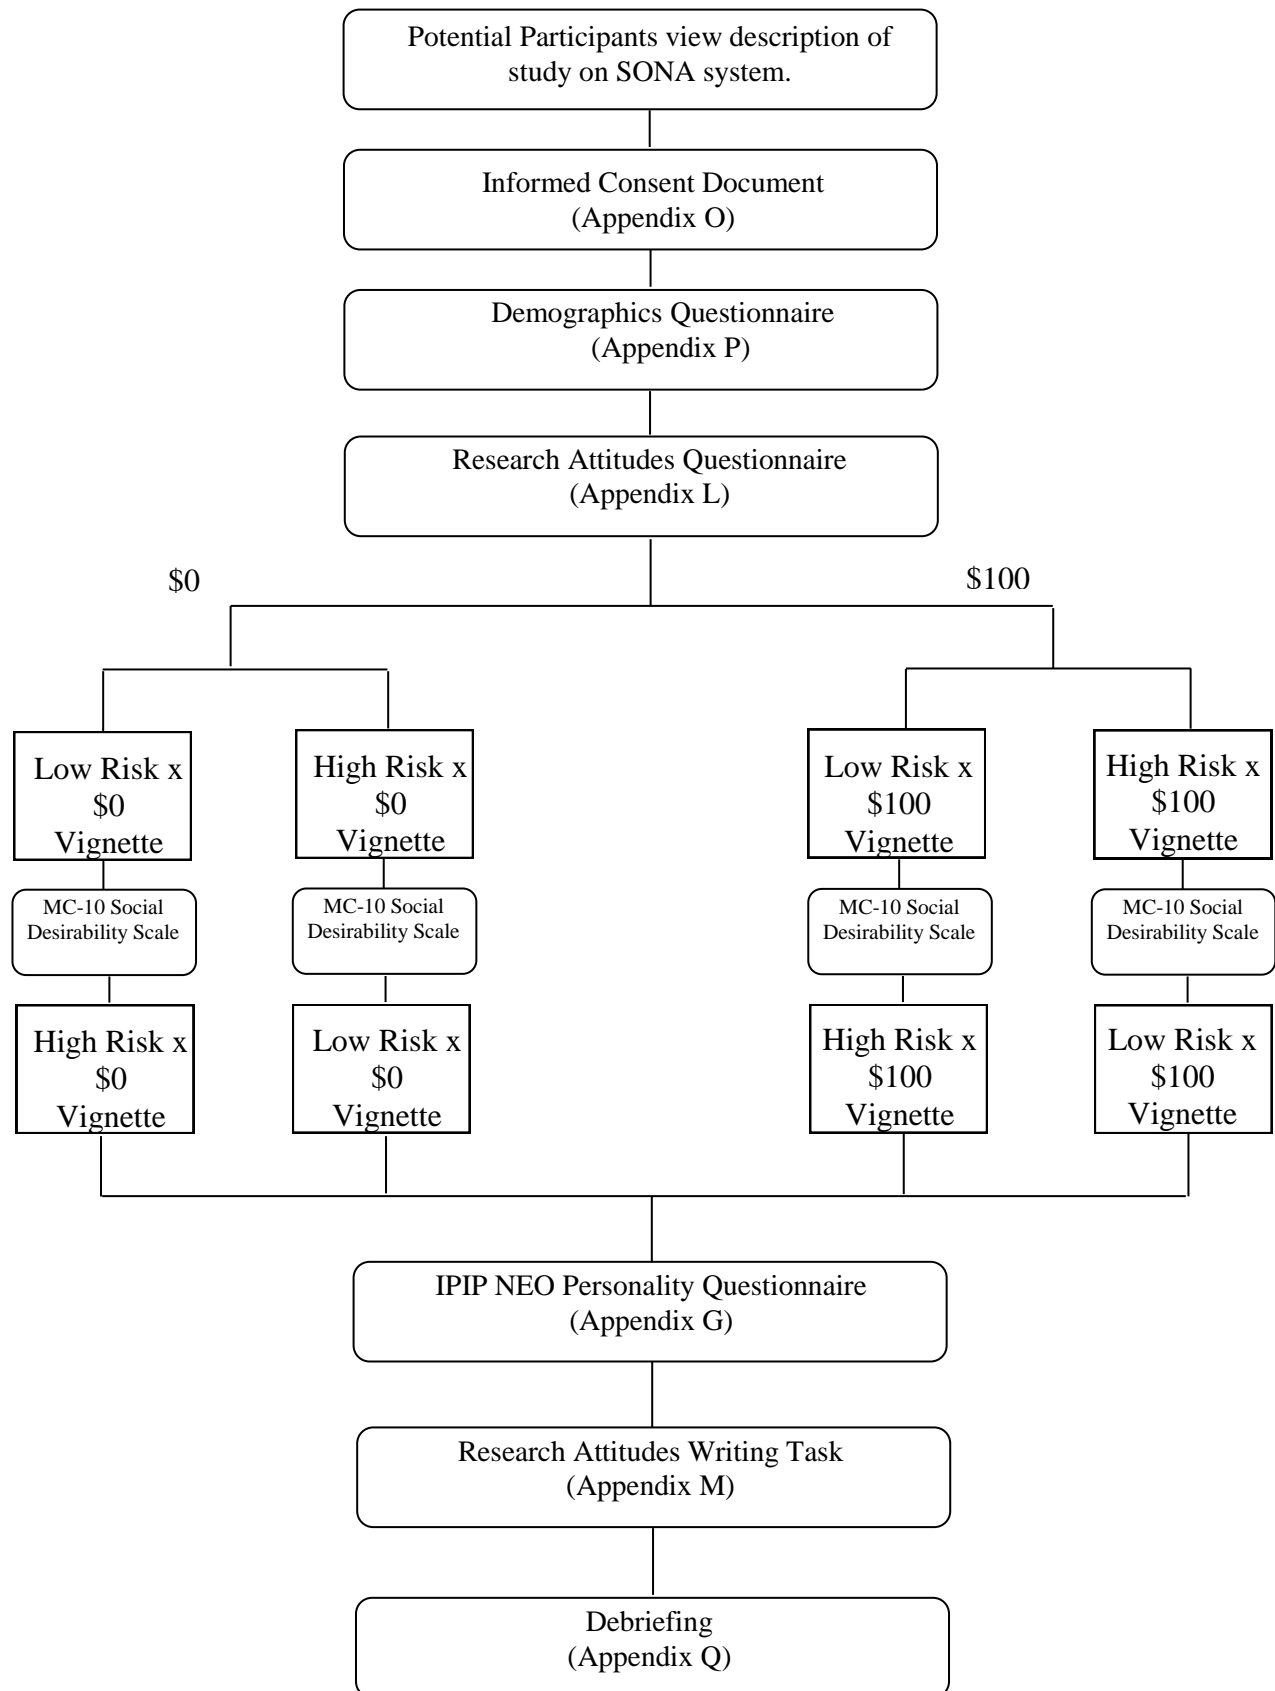 Potential Participants view description of
study on SONA system.
Informed Consent Document
(Appendix O)
Demographics Questionnaire
(Appendix P)
Research Attitudes Questionnaire
(Appendix L)
$0
$100
Low Risk x
$0
Vignette
High Risk x
$0
Vignette
Low Risk x
$100
Vignette
High Risk x
$100
Vignette
MC-10 Social
Desirability Scale
MC-10 Social
Desirability Scale
MC-10 Social
Desirability Scale
MC-10 Social
Desirability Scale
High Risk x
$0
Vignette
Low Risk x
$0
Vignette
High Risk x
$100
Vignette
Low Risk x
$100
Vignette
IPIP NEO Personality Questionnaire
(Appendix G)
Research Attitudes Writing Task
(Appendix M)
Debriefing
(Appendix Q)